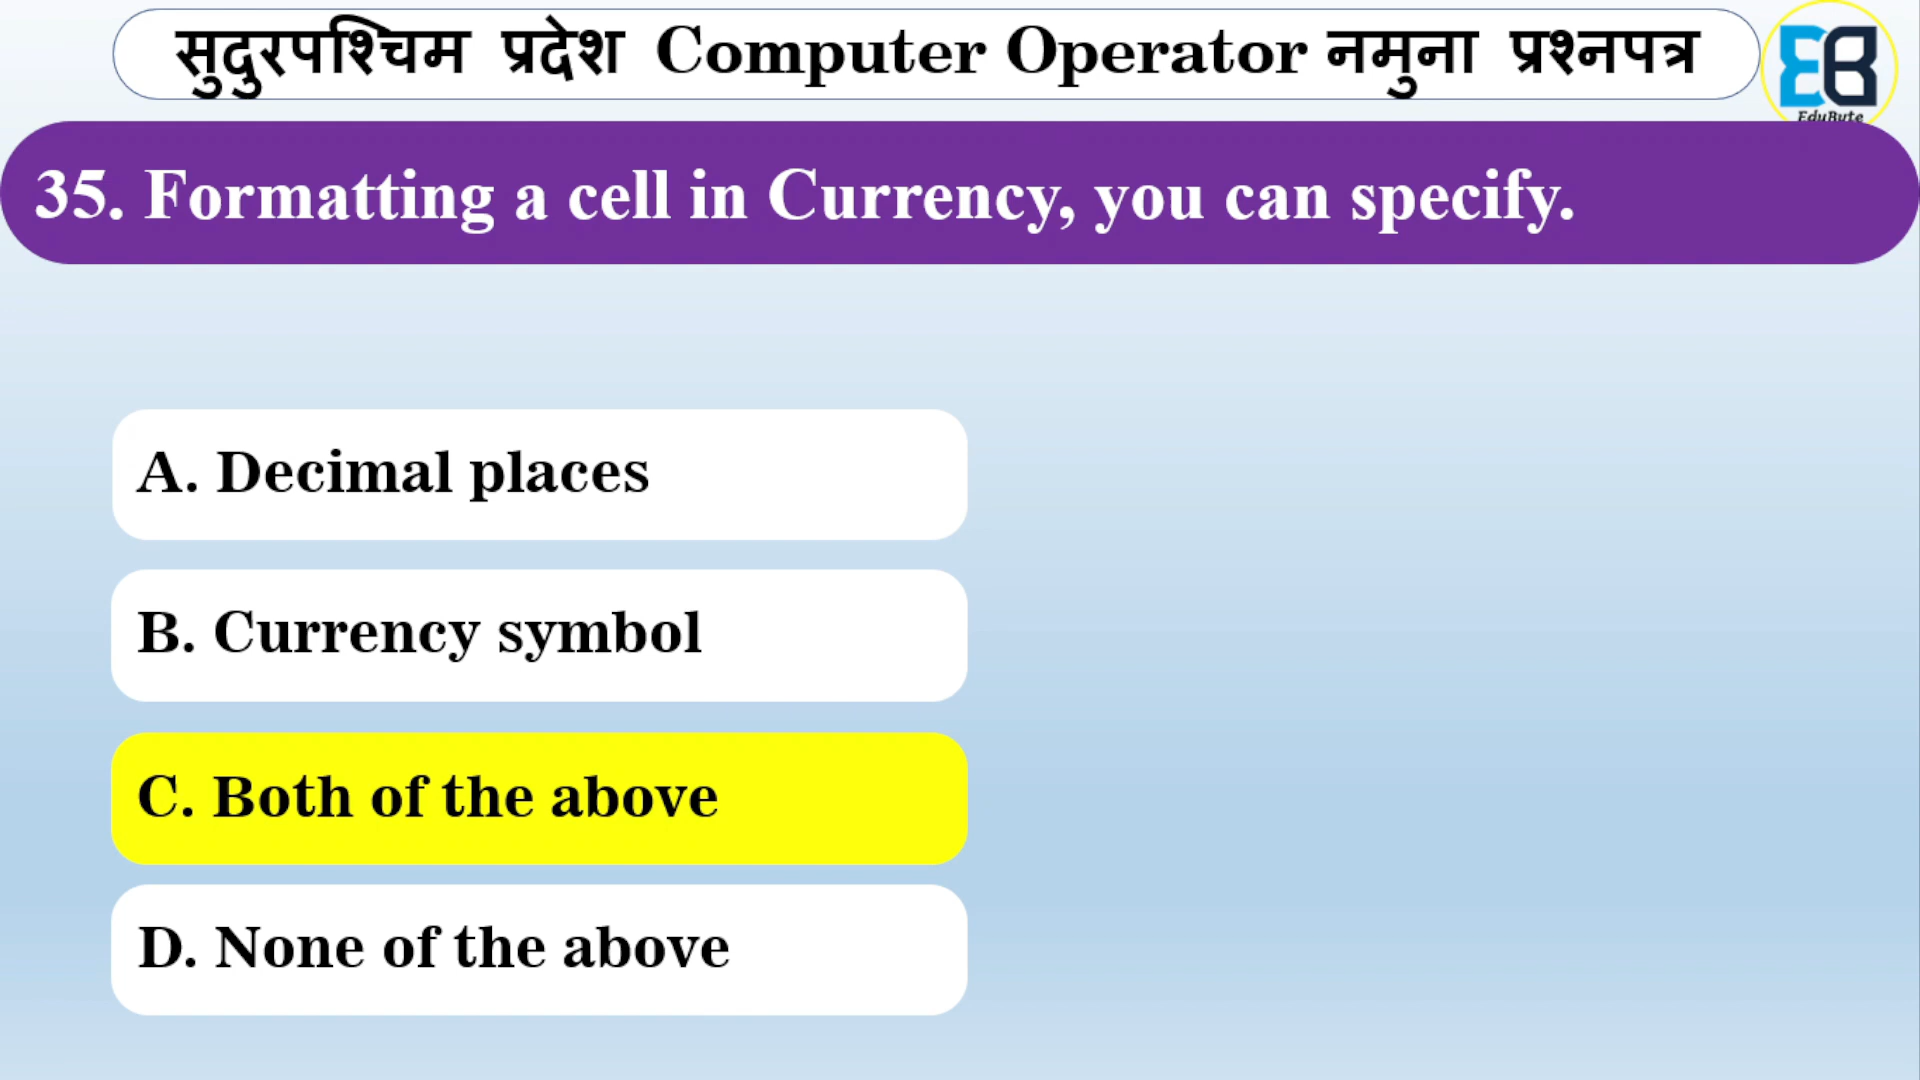 सुदुरपश्चिम प्रदेश Computer Operator नमुना प्रश्नपत्र
EduByte
35. Formatting a cell in Currency, you can specify.
A. Decimal places
B. Currency symbol
C. Both of the above
D. None of the above